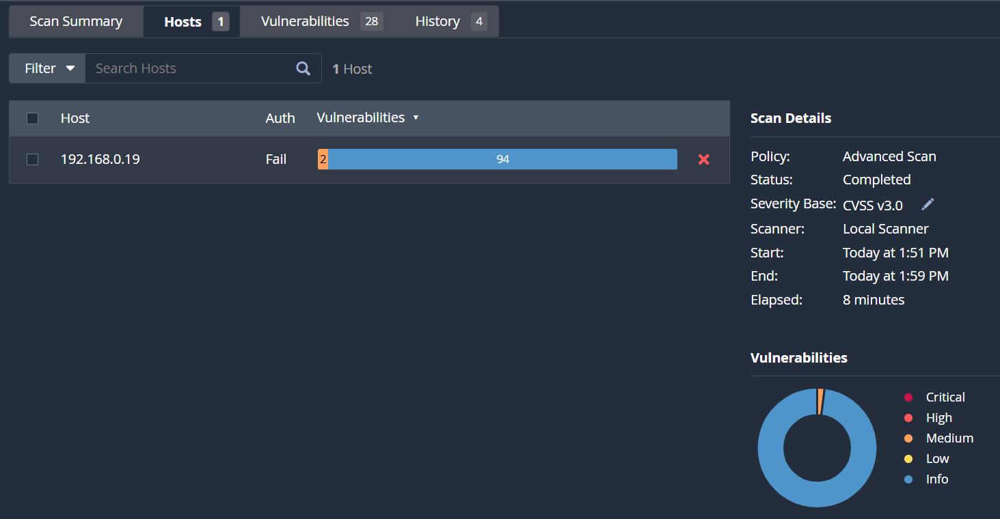 Scan Summary Hosts 1 Vulnerabilities 28 History 4
Filter Search Hosts 1 Host
Host Auth Vulnerabilities
192.168.0.19 Fail 2 94
Scan Details
Policy: Advanced Scan
Status: Completed
Severity Base: CVSS v3.0
Scanner: Local Scanner
Start: Today at 1:51 PM
End: Today at 1:59 PM
Elapsed: 8 minutes
Vulnerabilities
Critical
High
Medium
Low
Info